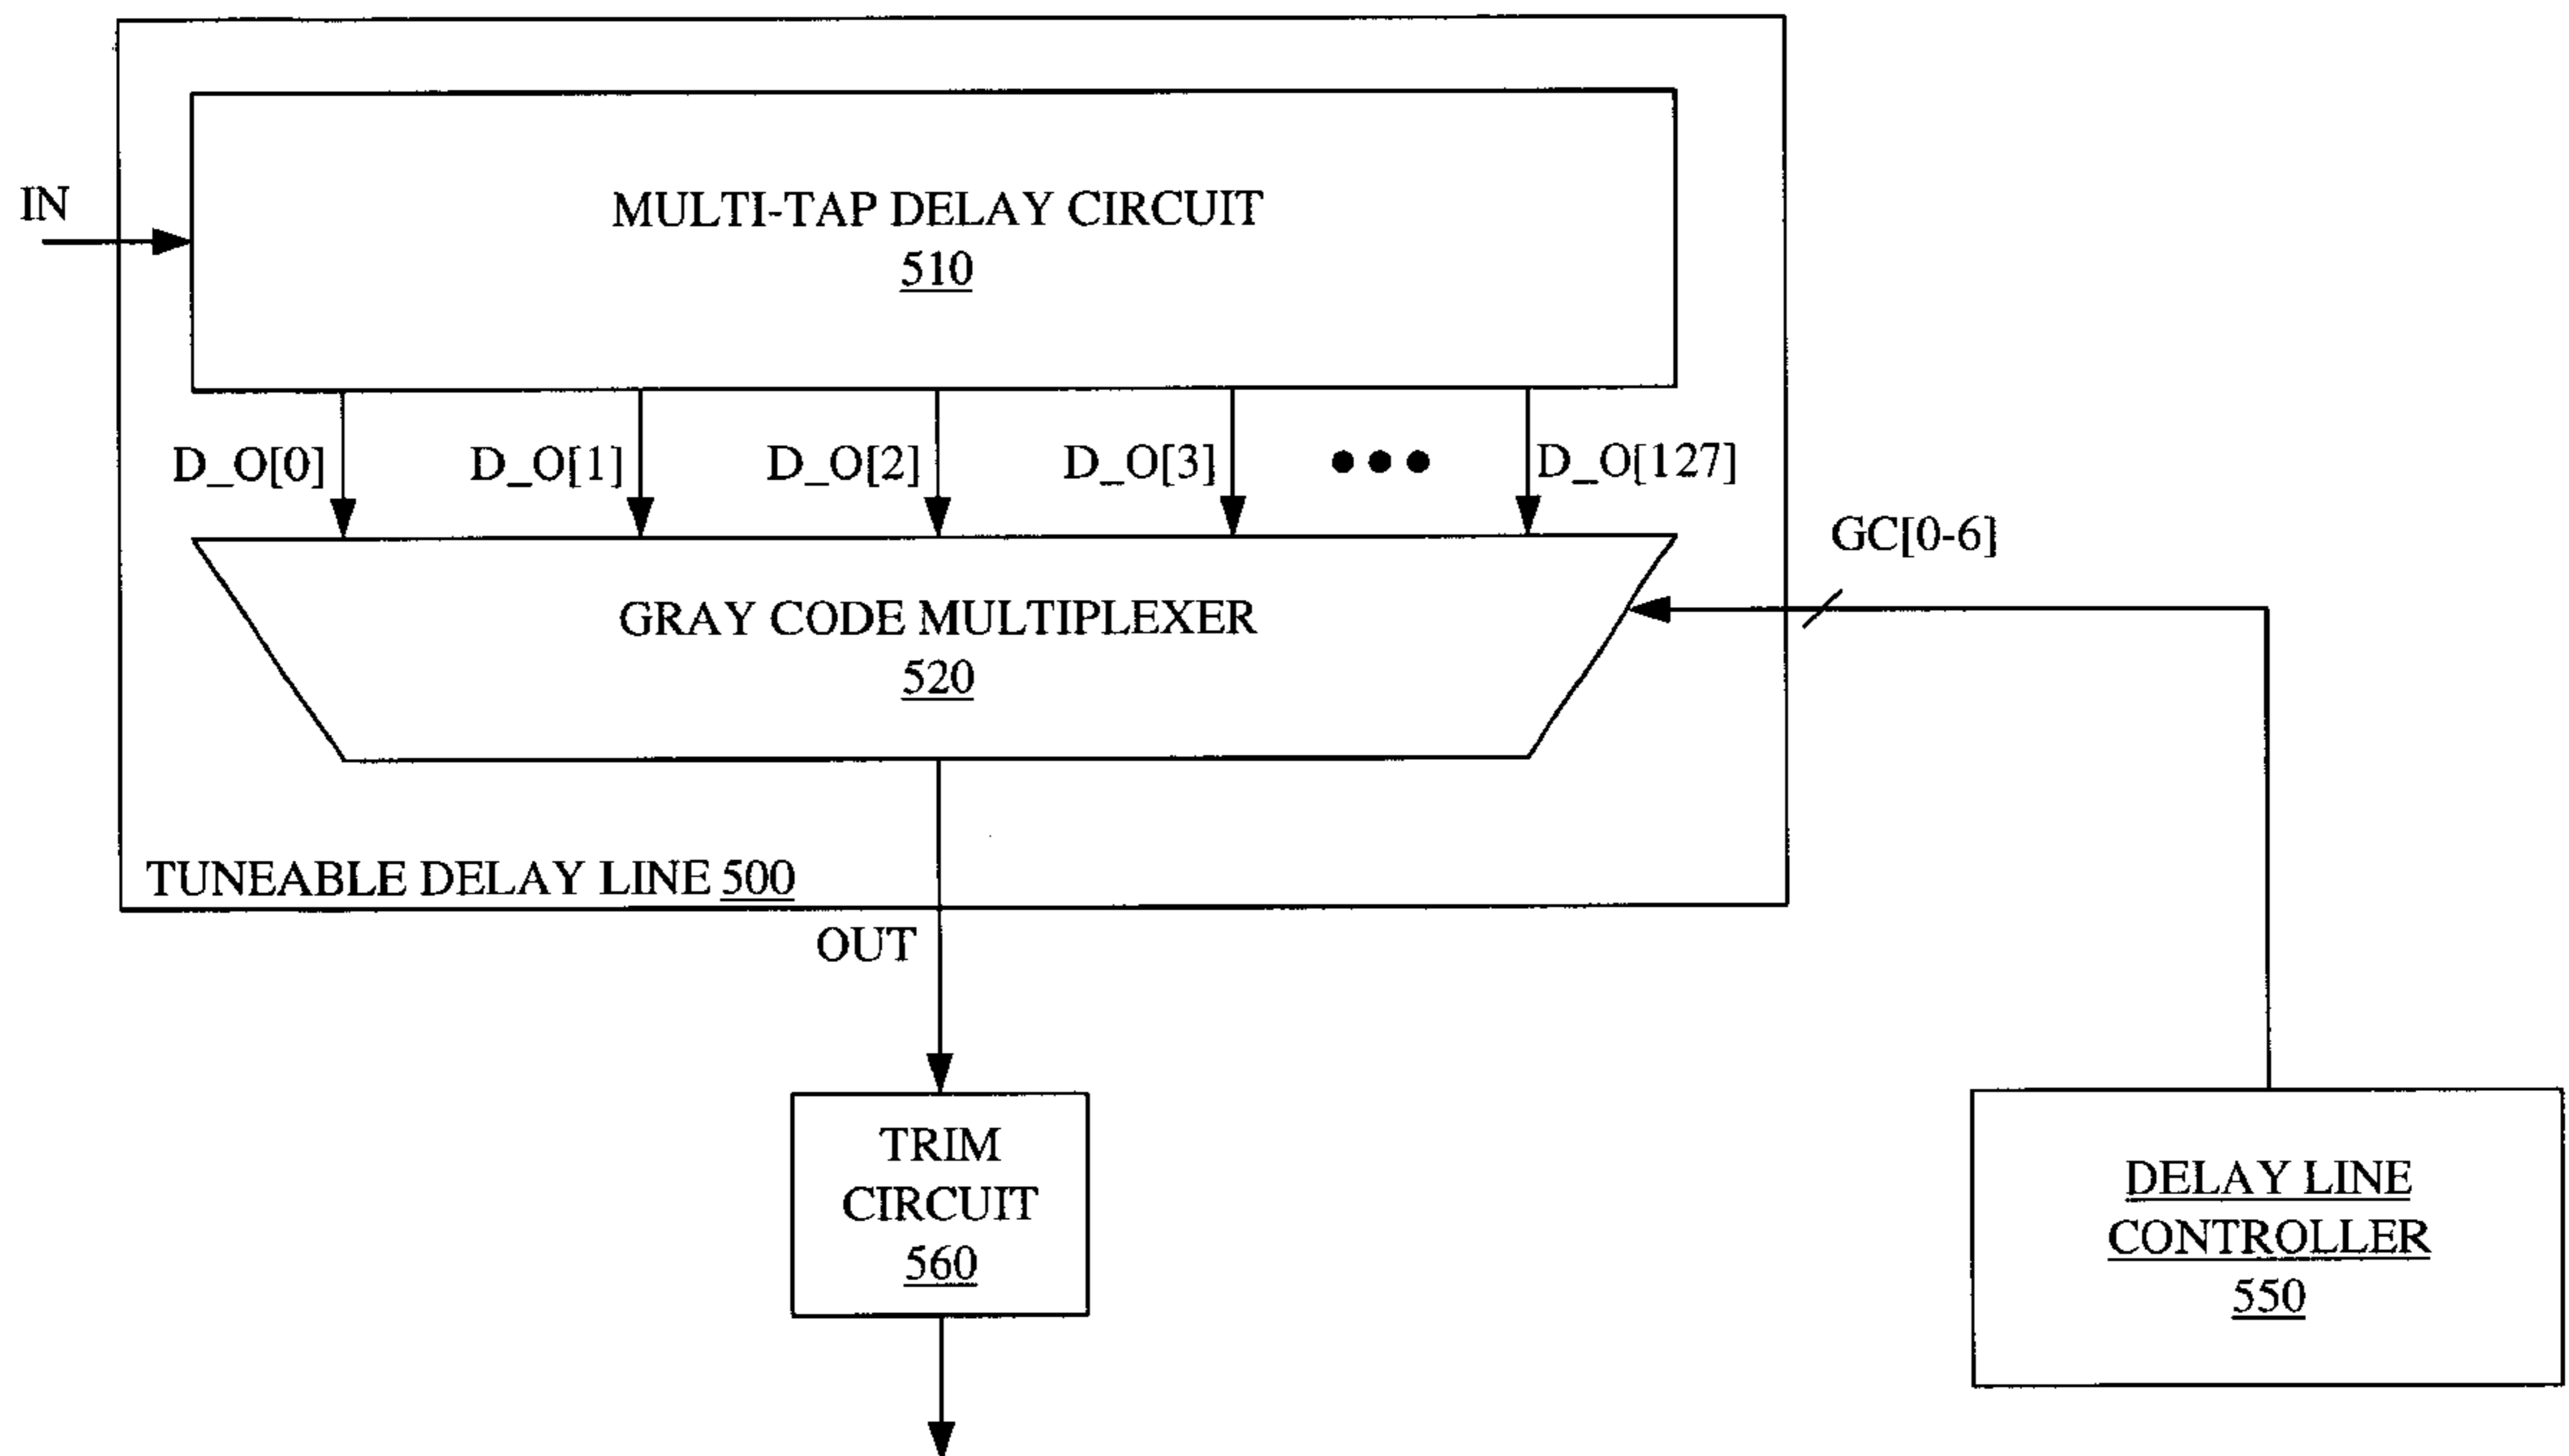 IN
MULTI-TAP DELAY CIRCUIT
510
D_O[0]
D_O[1]
D_O[2]
D_O[3]
D_O[127]
GC[0-6]
GRAY CODE MULTIPLEXER
520
TUNEABLE DELAY LINE 500
OUT
TRIM
CIRCUIT
560
DELAY LINE
CONTROLLER
550